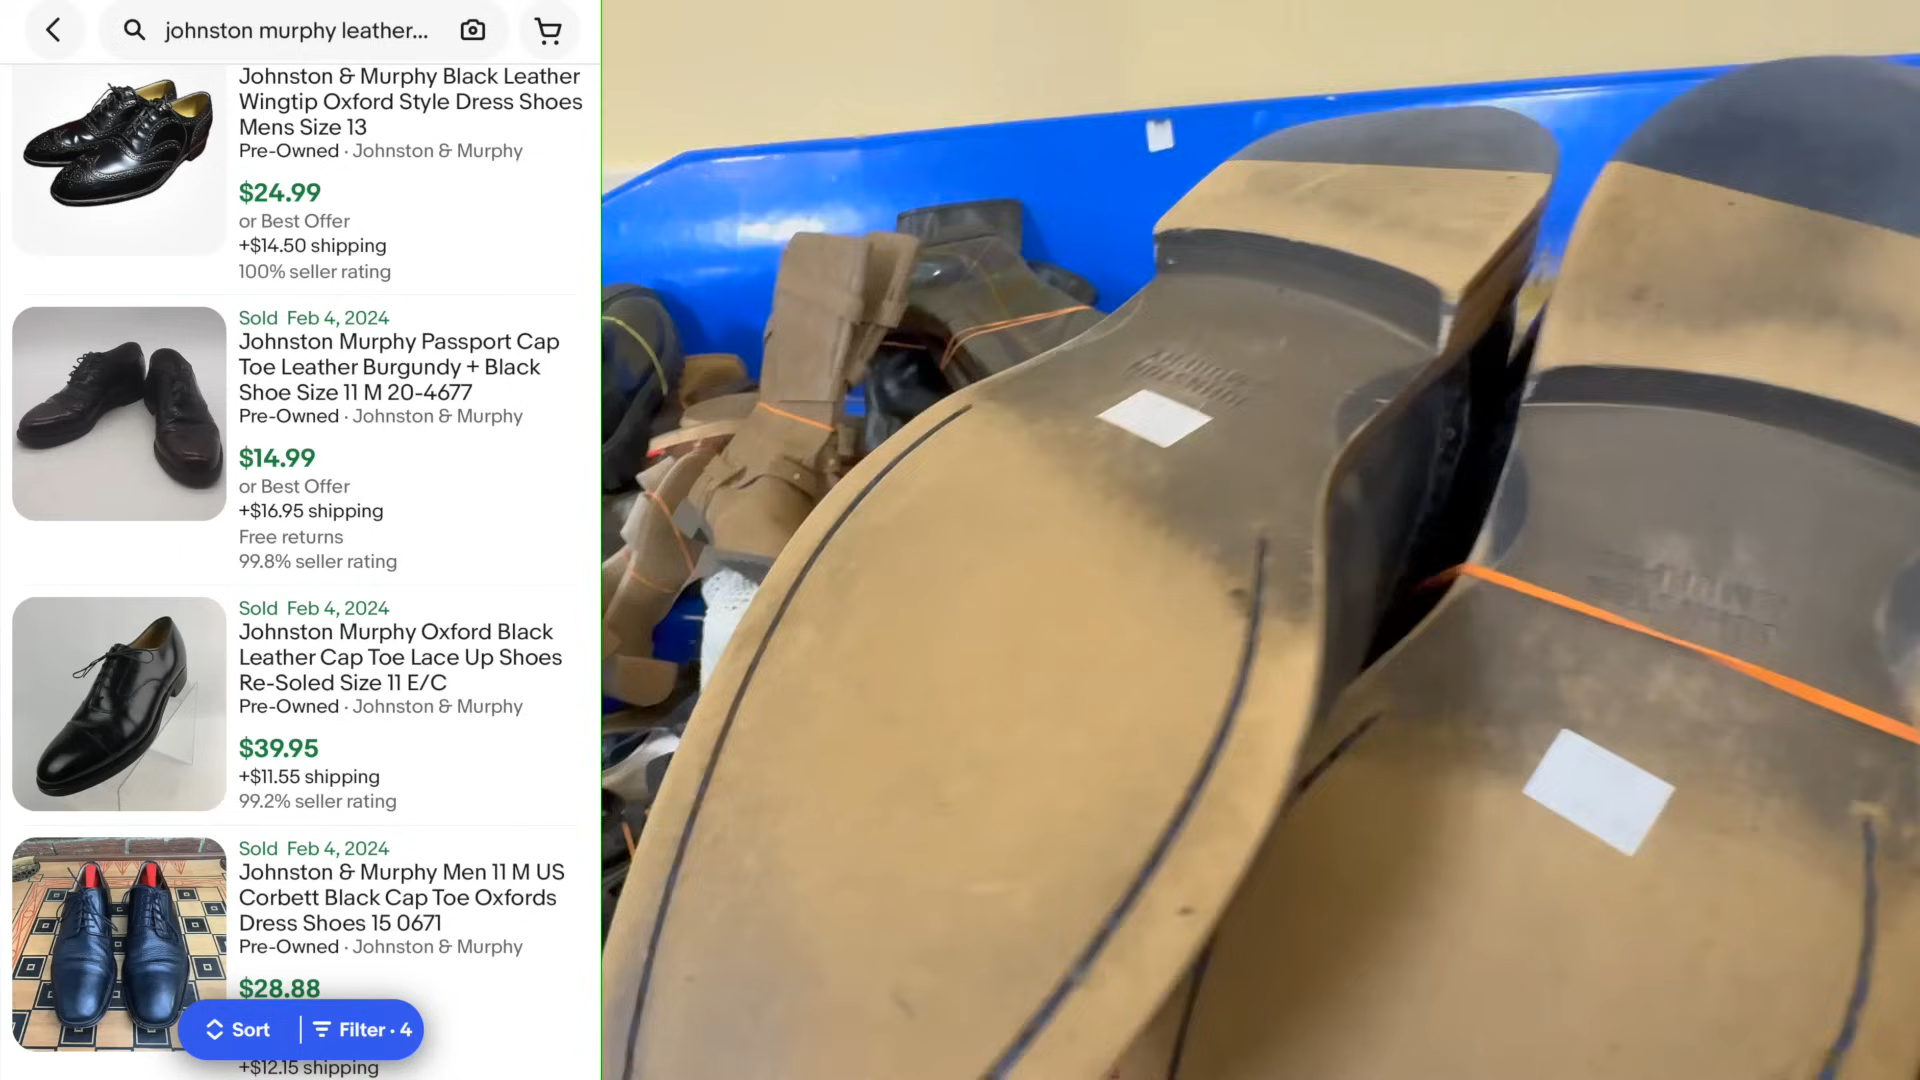 johnston murphy leather...
Johnston & Murphy Black Leather
Wingtip Oxford Style Dress Shoes
Mens Size 13
Pre-Owned · Johnston & Murphy
$24.99
or Best Offer
+$14.50 shipping
100% seller rating
Sold Feb 4, 2024
Johnston Murphy Passport Cap
Toe Leather Burgundy + Black
Shoe Size 11 M 20-4677
Pre-Owned · Johnston & Murphy
$14.99
or Best Offer
+$16.95 shipping
Free returns
99.8% seller rating
Sold Feb 4, 2024
Johnston Murphy Oxford Black
Leather Cap Toe Lace Up Shoes
Re-Soled Size 11 E/C
Pre-Owned · Johnston & Murphy
$39.95
+$11.55 shipping
99.2% seller rating
Sold Feb 4, 2024
Johnston & Murphy Men 11 M US
Corbett Black Cap Toe Oxfords
Dress Shoes 15 0671
Pre-Owned · Johnston & Murphy
$28.88
Sort
Filter · 4
+$12.15 shipping